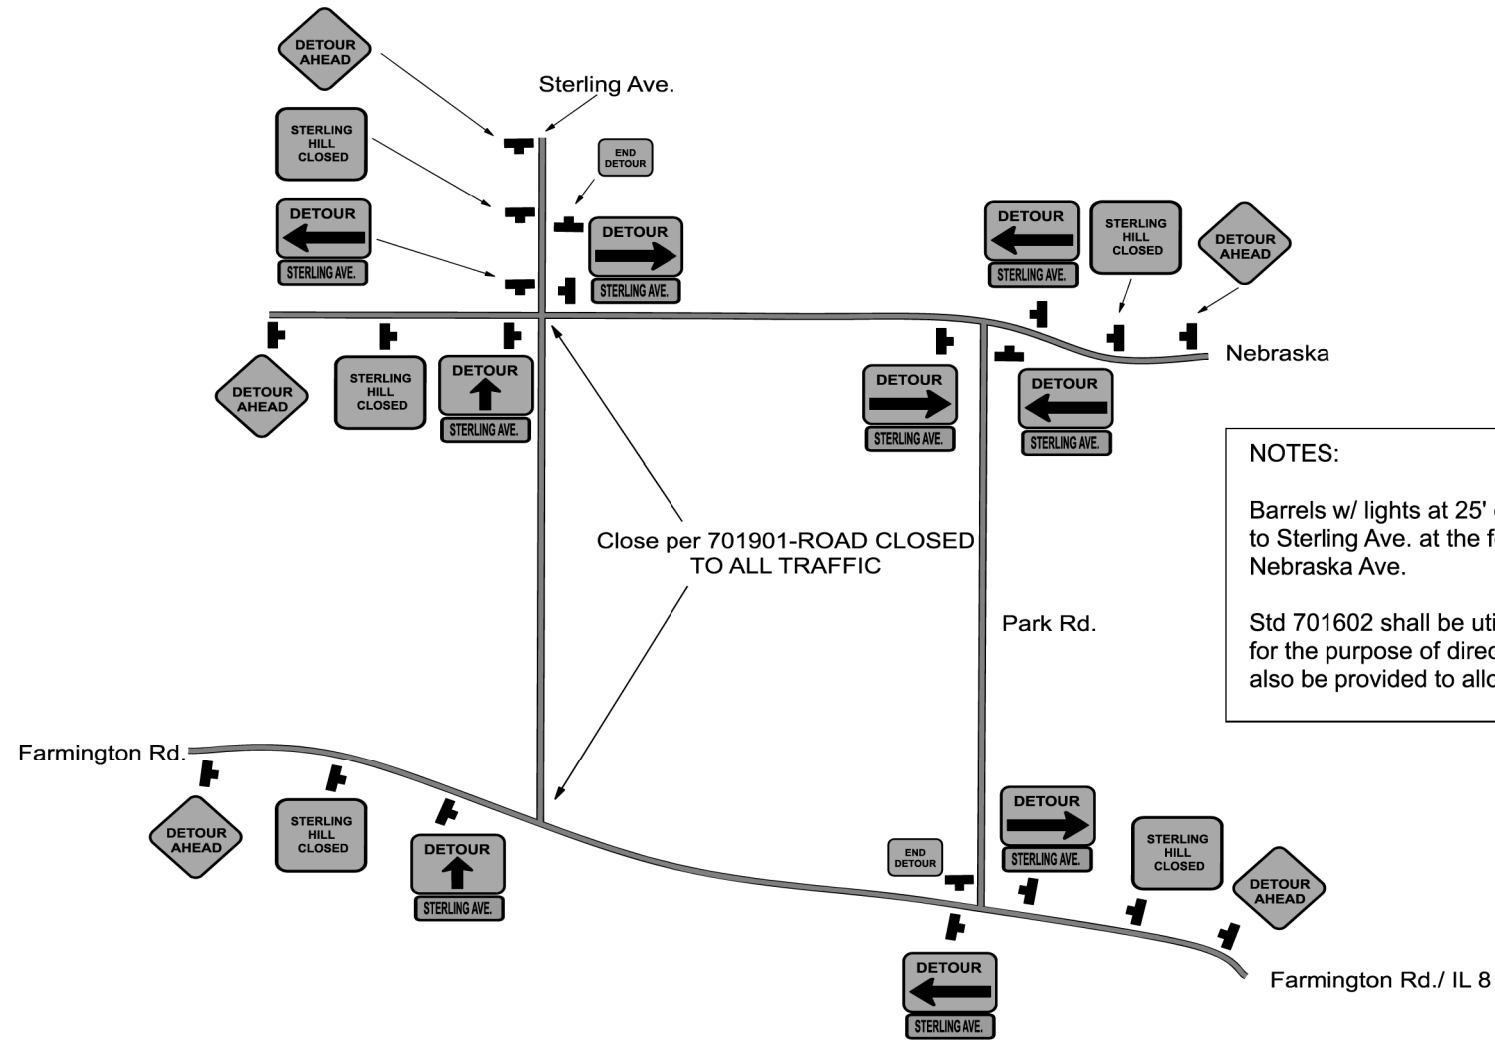 DETOUR
AHEAD
Sterling Ave.
STERLING
HILL
CLOSED
END
DETOUR
DETOUR
STERLING AVE.
DETOUR
STERLING AVE.
DETOUR
STERLING AVE.
STERLING
HILL
CLOSED
DETOUR
AHEAD
Nebraska
DETOUR
AHEAD
STERLING
HILL
CLOSED
DETOUR
STERLING AVE.
DETOUR
STERLING AVE.
DETOUR
STERLING AVE.
NOTES:
Barrels w/ lights at 25'
to Sterling Ave. at the
Nebraska Ave.
Std 701602 shall be
for the purpose of
also be provided to
Close per 701901-ROAD CLOSED
TO ALL TRAFFIC
Park Rd.
Farmington Rd.
DETOUR
AHEAD
STERLING
HILL
CLOSED
DETOUR
STERLING AVE.
END
DETOUR
DETOUR
STERLING AVE.
STERLING
HILL
CLOSED
DETOUR
AHEAD
DETOUR
STERLING AVE.
Farmington Rd./ IL 8